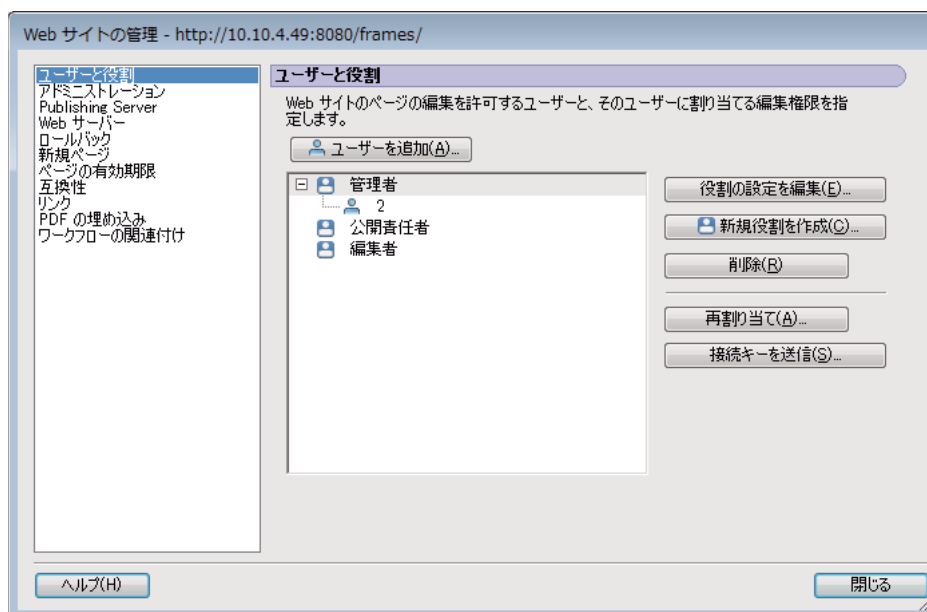 Web サイトの管理 - http://10.10.4.49:8080/frames/
ユーザーと役割
アドミニストレーション
Publishing Server
Web サーバー
ロールバック
新規ページ
ページの有効期限
互換性
リンク
PDF の埋め込み
ワークフローの関連付け
ユーザーと役割
Web サイトのページの編集を許可するユーザーと、そのユーザーに割り当てる編集権限を指
定します。
ユーザーを追加(A)...
管理者
2
公開責任者
編集者
役割の設定を編集(E)...
新規役割を作成(C)...
削除(R)
再割り当て(A)...
接続キーを送信(S)...
ヘルプ(H)
閉じる